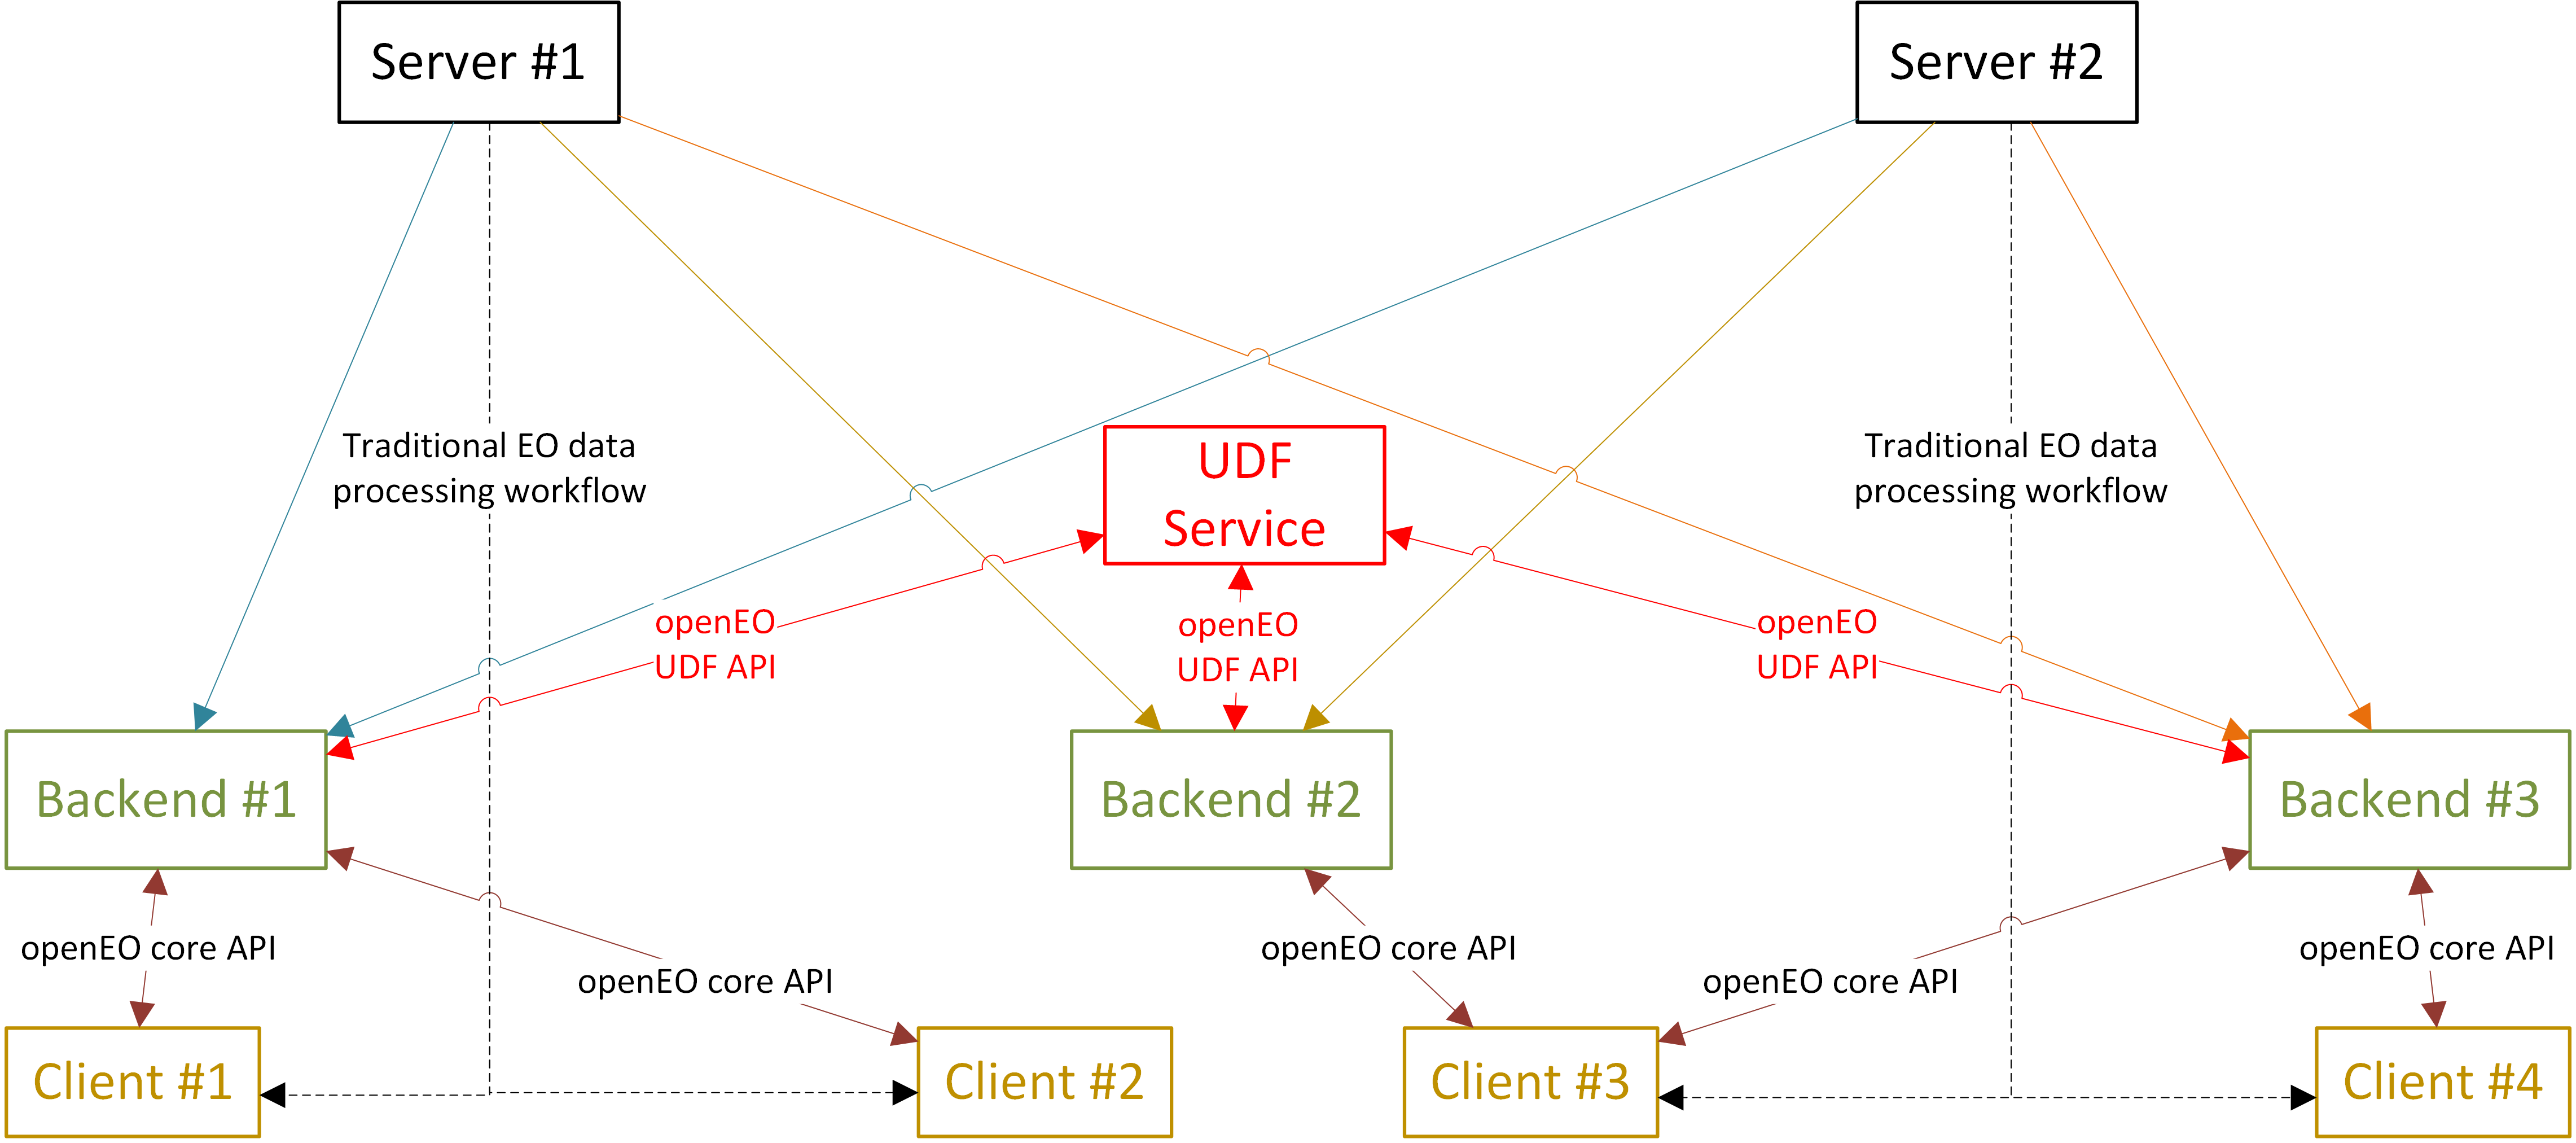 Server #1
Server #2
Traditional EO data
processing workflow
UDF
Service
Traditional EO data
processing workflow
openEO
UDF API
openEO
UDF API
openEO
UDF API
Backend #1
Backend #2
Backend #3
openEO core API
openEO core API
openEO core API
openEO core API
openEO core API
Client #1
Client #2
Client #3
Client #4